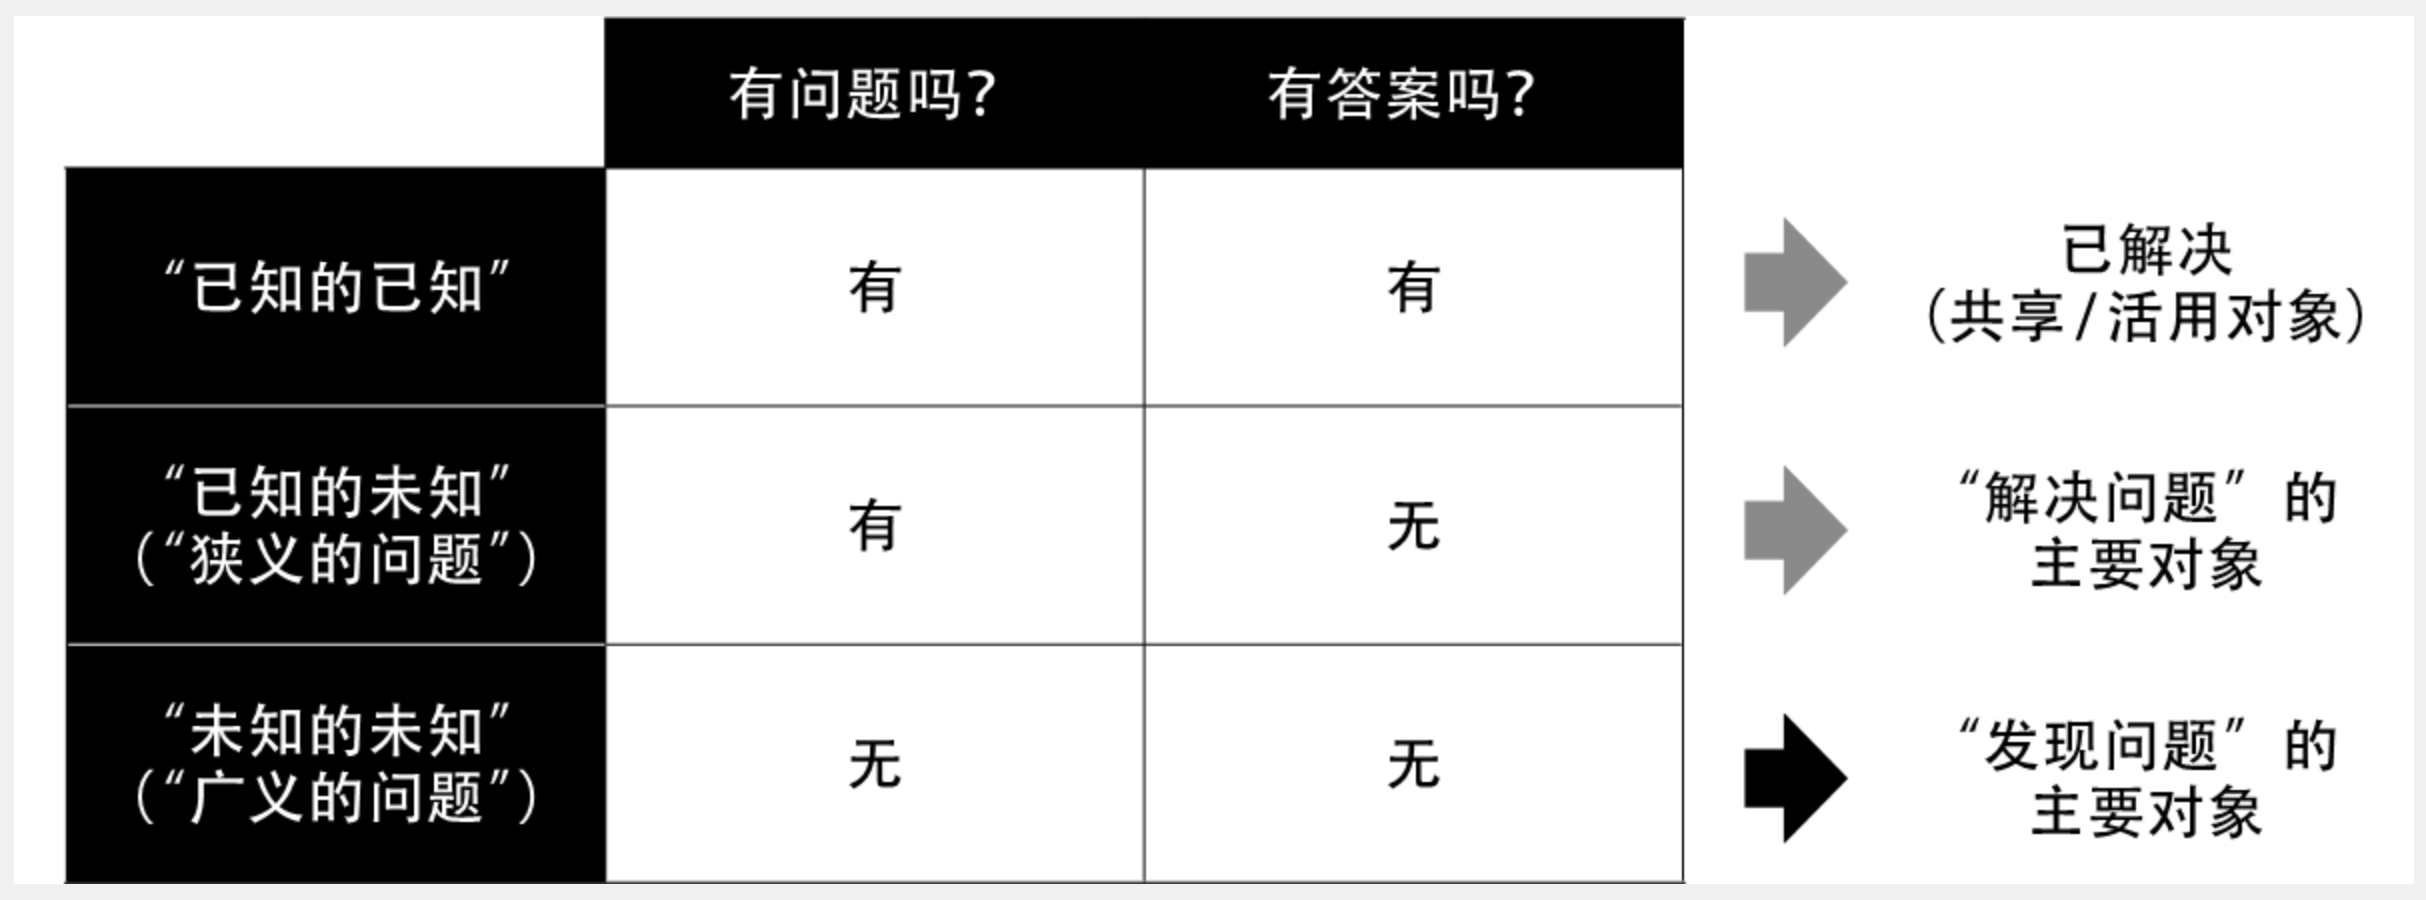 有问题吗？ 有答案吗？
“已知的已知” 有 有 已解决
（共享/活用对象）
“已知的未知”
（“狭义的问题”） 有 无 “解决问题”的
主要对象
“未知的未知”
（“广义的问题”） 无 无 “发现问题”的
主要对象